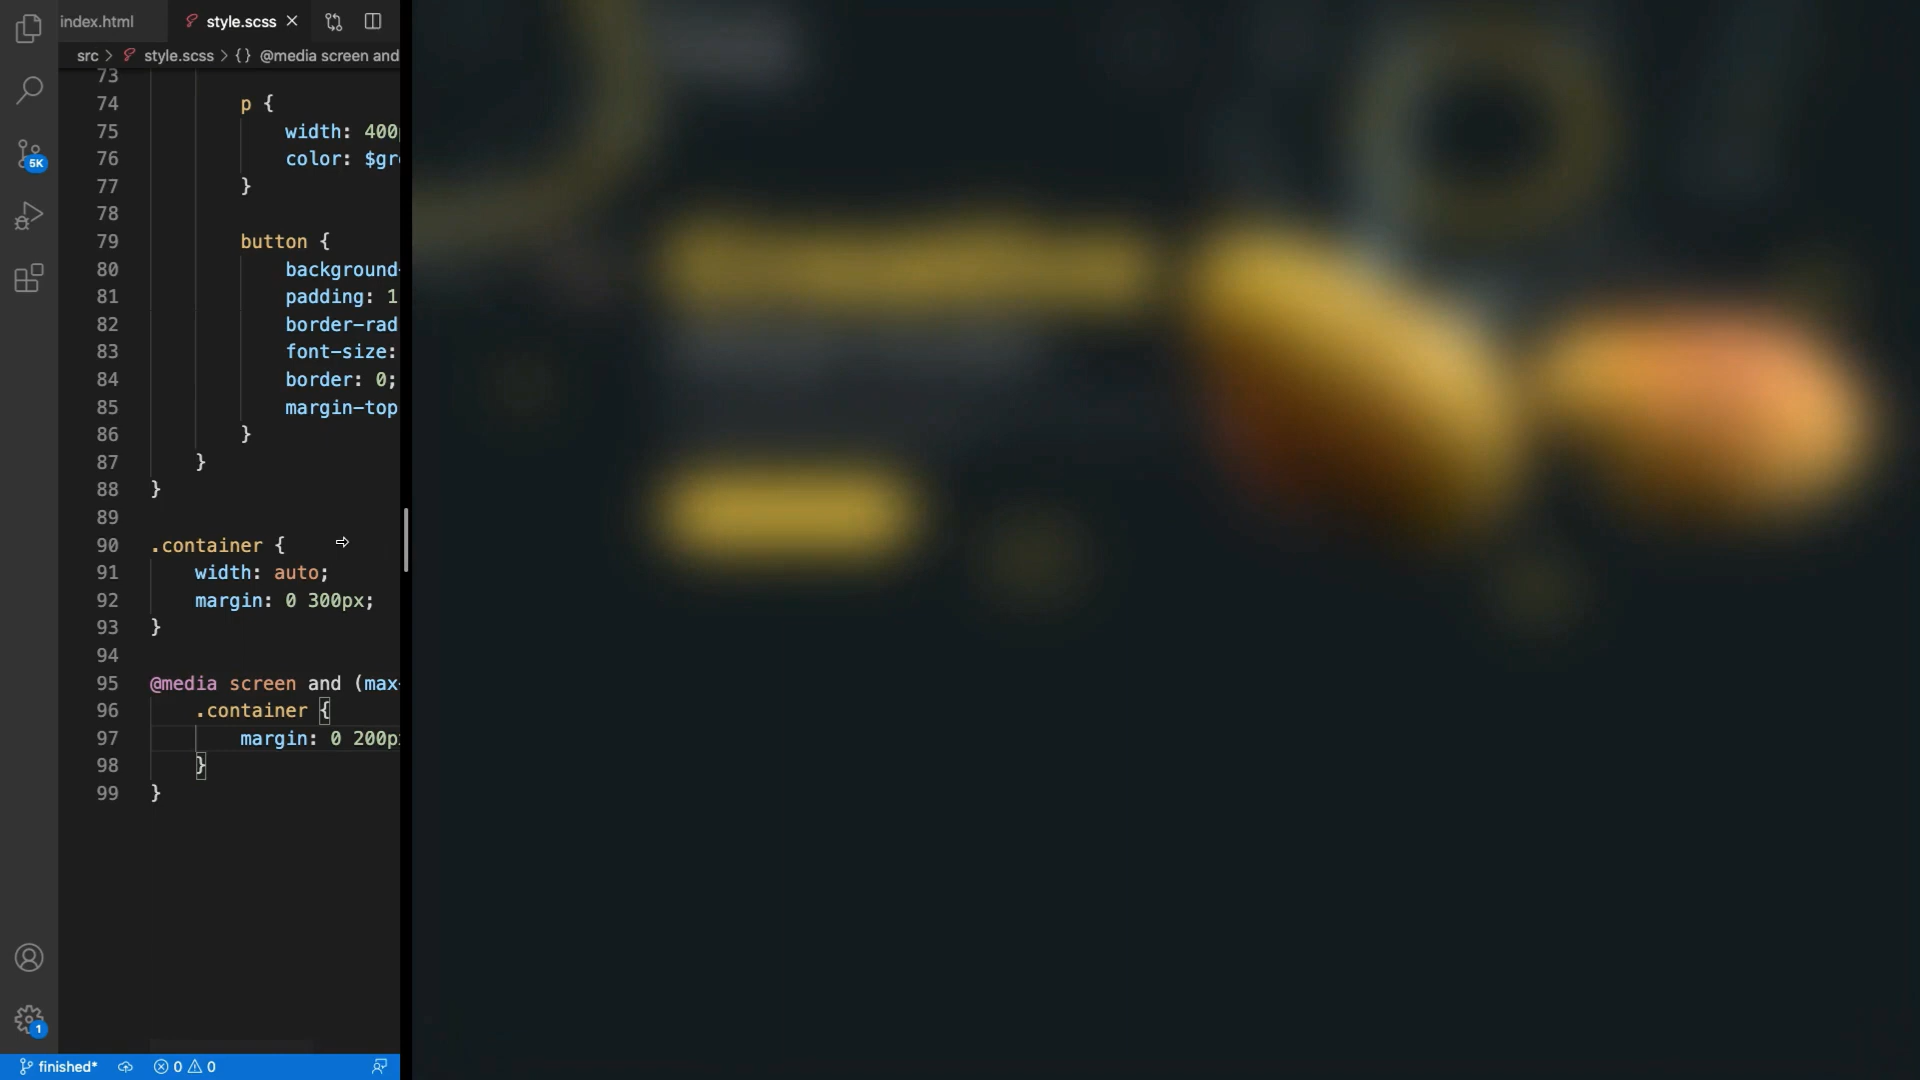 index.html
style.scss
src > style.scss > {} @media screen and
73
74 p {
75 width: 400
76 color: $gr
77 }
78
79 button {
80 background-
81 padding: 1
82 border-rad
83 font-size:
84 border: 0;
85 margin-top
86 }
87 }
88 }
89
90 .container {
91 width: auto;
92 margin: 0 300px;
93 }
94
95 @media screen and (max-
96 .container {
97 margin: 0 200p
98 }
99 }
5K
1
finished*
0
0